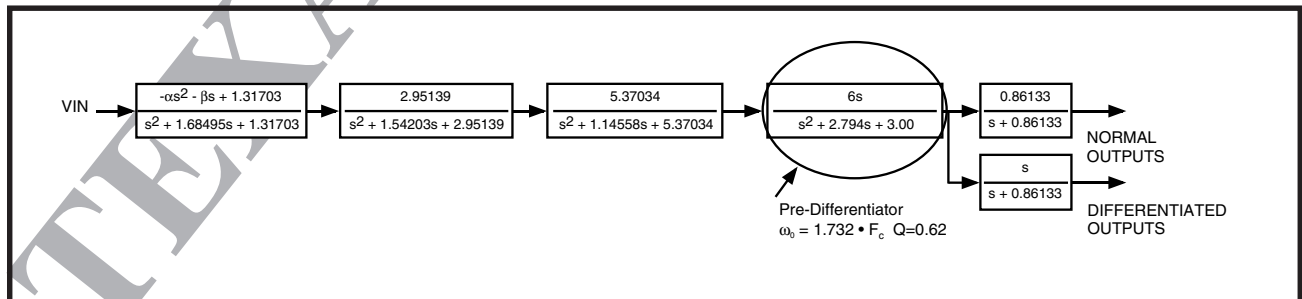 VIN
-αs2 - βs + 1.31703
s2 + 1.68495s + 1.31703
2.95139
s2 + 1.54203s + 2.95139
5.37034
s2 + 1.14558s + 5.37034
6s
s2 + 2.794s + 3.00
0.86133
s + 0.86133
NORMAL
OUTPUTS
s
s + 0.86133
DIFFERENTIATED
OUTPUTS
Pre-Differentiator
ω0 = 1.732 • Fc Q=0.62
TEX